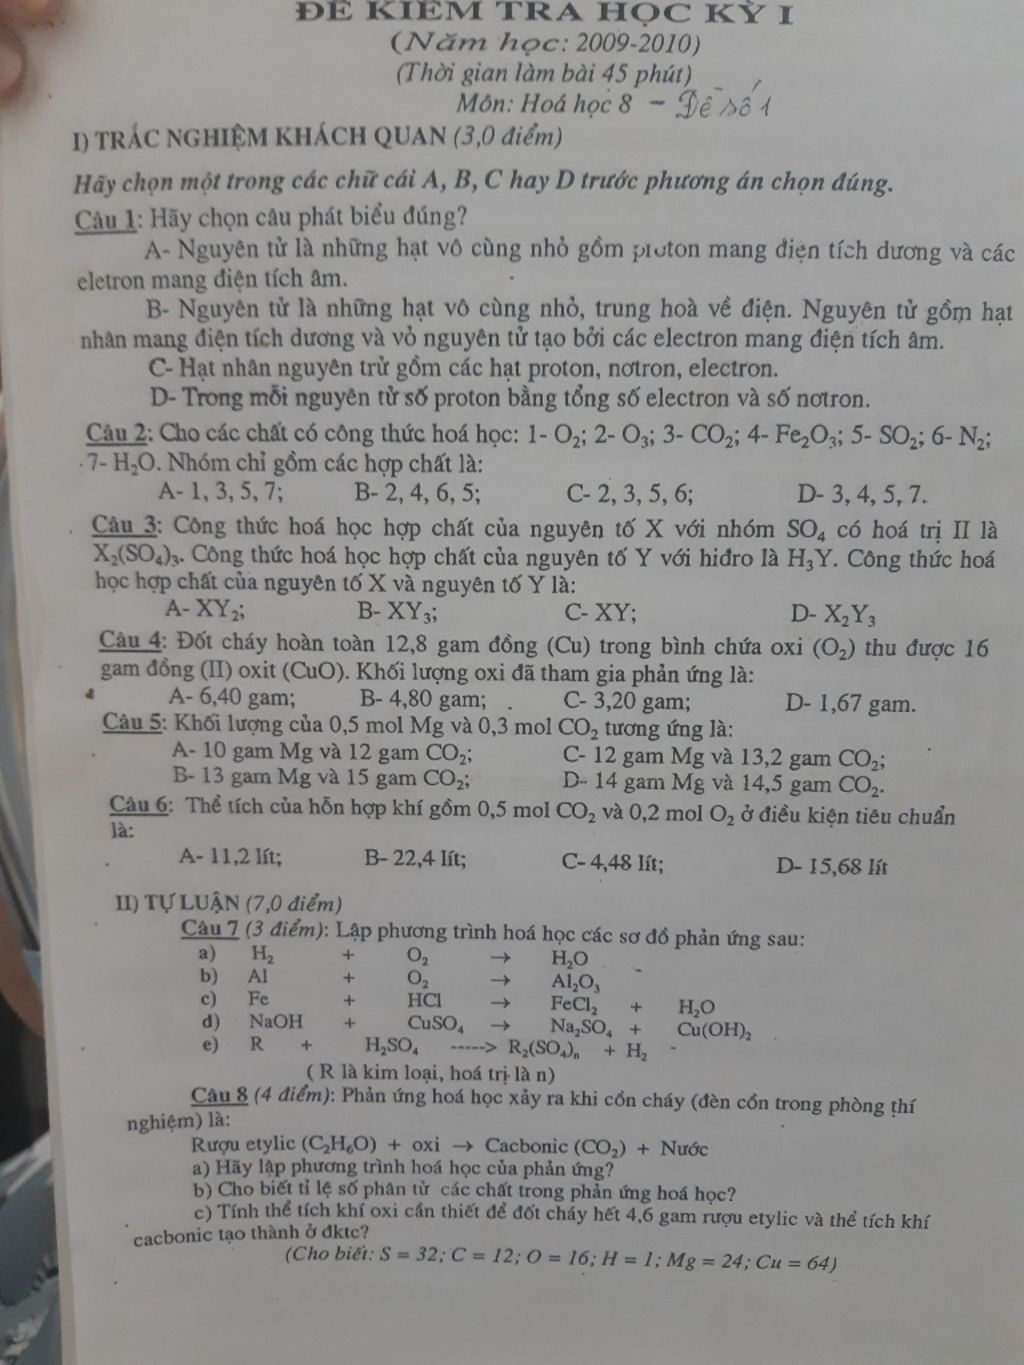 ĐỀ KIỂM TRA HỌC KỲ I
(Năm học: 2009-2010)
(Thời gian làm bài 45 phút)
Môn: Hoá học 8 - Đề số 1
I) TRẮC NGHIỆM KHÁCH QUAN (3,0 điểm)
Hãy chọn một trong các chữ cái A, B, C hay D trước phương án chọn đúng.
Câu 1: Hãy chọn câu phát biểu đúng?
A- Nguyên tử là những hạt vô cùng nhỏ gồm proton mang điện tích dương và các
eletron mang điện tích âm.
B- Nguyên tử là những hạt vô cùng nhỏ, trung hoà về điện. Nguyên tử gồm hạt
nhân mang điện tích dương và vỏ nguyên tử tạo bởi các electron mang điện tích âm.
C- Hạt nhân nguyên trử gồm các hạt proton, nơtron, electron.
D- Trong mỗi nguyên tử số proton bằng tổng số electron và số nơtron.
Câu 2: Cho các chất có công thức hoá học: 1- O₂; 2- O₃; 3- CO₂; 4- Fe₂O₃; 5- SO₂; 6- N₂;
7- H₂O. Nhóm chỉ gồm các hợp chất là:
A- 1, 3, 5, 7; B- 2, 4, 6, 5; C- 2, 3, 5, 6; D- 3, 4, 5, 7.
Câu 3: Công thức hoá học hợp chất của nguyên tố X với nhóm SO₄ có hoá trị II là
X₂(SO₄)₃. Công thức hoá học hợp chất của nguyên tố Y với hiđro là H₃Y. Công thức hoá
học hợp chất của nguyên tố X và nguyên tố Y là:
A- XY₂; B- XY₃; C- XY; D- X₂Y₃
Câu 4: Đốt cháy hoàn toàn 12,8 gam đồng (Cu) trong bình chứa oxi (O₂) thu được 16
gam đồng (II) oxit (CuO). Khối lượng oxi đã tham gia phản ứng là:
A- 6,40 gam; B- 4,80 gam; C- 3,20 gam; D- 1,67 gam.
Câu 5: Khối lượng của 0,5 mol Mg và 0,3 mol CO₂ tương ứng là:
A- 10 gam Mg và 12 gam CO₂; C- 12 gam Mg và 13,2 gam CO₂;
B- 13 gam Mg và 15 gam CO₂; D- 14 gam Mg và 14,5 gam CO₂.
Câu 6: Thể tích của hỗn hợp khí gồm 0,5 mol CO₂ và 0,2 mol O₂ ở điều kiện tiêu chuẩn
là:
A- 11,2 lít; B- 22,4 lít; C- 4,48 lít; D- 15,68 lít
II) TỰ LUẬN (7,0 điểm)
Câu 7 (3 điểm): Lập phương trình hoá học các sơ đồ phản ứng sau:
a) H₂ + O₂ → H₂O
b) Al + O₂ → Al₂O₃
c) Fe + HCl → FeCl₂ + H₂O
d) NaOH + CuSO₄ → Na₂SO₄ + Cu(OH)₂
e) R + H₂SO₄ -----> R₂(SO₄)ₙ + H₂
( R là kim loại, hoá trị là n)
Câu 8 (4 điểm): Phản ứng hoá học xảy ra khi cồn cháy (đèn cồn trong phòng thí
nghiệm) là:
Rượu etylic (C₂H₆O) + oxi → Cacbonic (CO₂) + Nước
a) Hãy lập phương trình hoá học của phản ứng?
b) Cho biết tỉ lệ số phân tử các chất trong phản ứng hoá học?
c) Tính thể tích khí oxi cần thiết để đốt cháy hết 4,6 gam rượu etylic và thể tích khí
cacbonic tạo thành ở đktc?
(Cho biết: S = 32; C = 12; O = 16; H = 1; Mg = 24; Cu = 64)